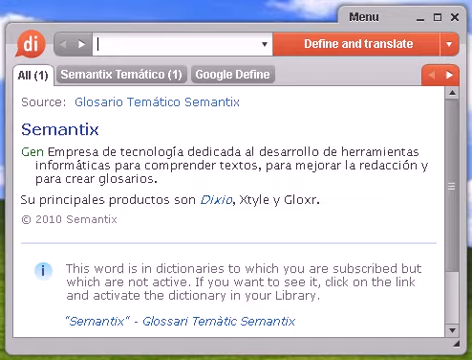 Menu
di
Define and translate
All (1)
Semantix Temático (1)
Google Define
Source: Glosario Temático Semantix
Semantix
Gen Empresa de tecnología dedicada al desarrollo de herramientas
informáticas para comprender textos, para mejorar la redacción y
para crear glosarios.
Su principales productos son Dixio, Xtyle y Gloxr.
© 2010 Semantix
i
This word is in dictionaries to which you are subscribed but
which are not active. If you want to see it, click on the link
and activate the dictionary in your Library.
"Semantix" - Glossari Temàtic Semantix